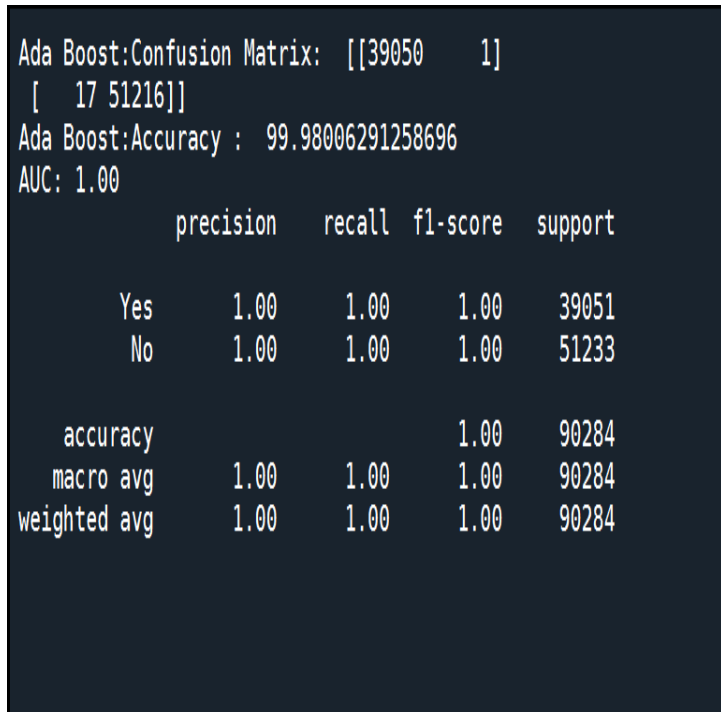 Ada Boost:Confusion Matrix:  [[39050     1]
 [   17 51216]]
Ada Boost:Accuracy :  99.98006291258696
AUC: 1.00
              precision    recall  f1-score   support

         Yes       1.00      1.00      1.00     39051
          No       1.00      1.00      1.00     51233

    accuracy                           1.00     90284
   macro avg       1.00      1.00      1.00     90284
weighted avg       1.00      1.00      1.00     90284